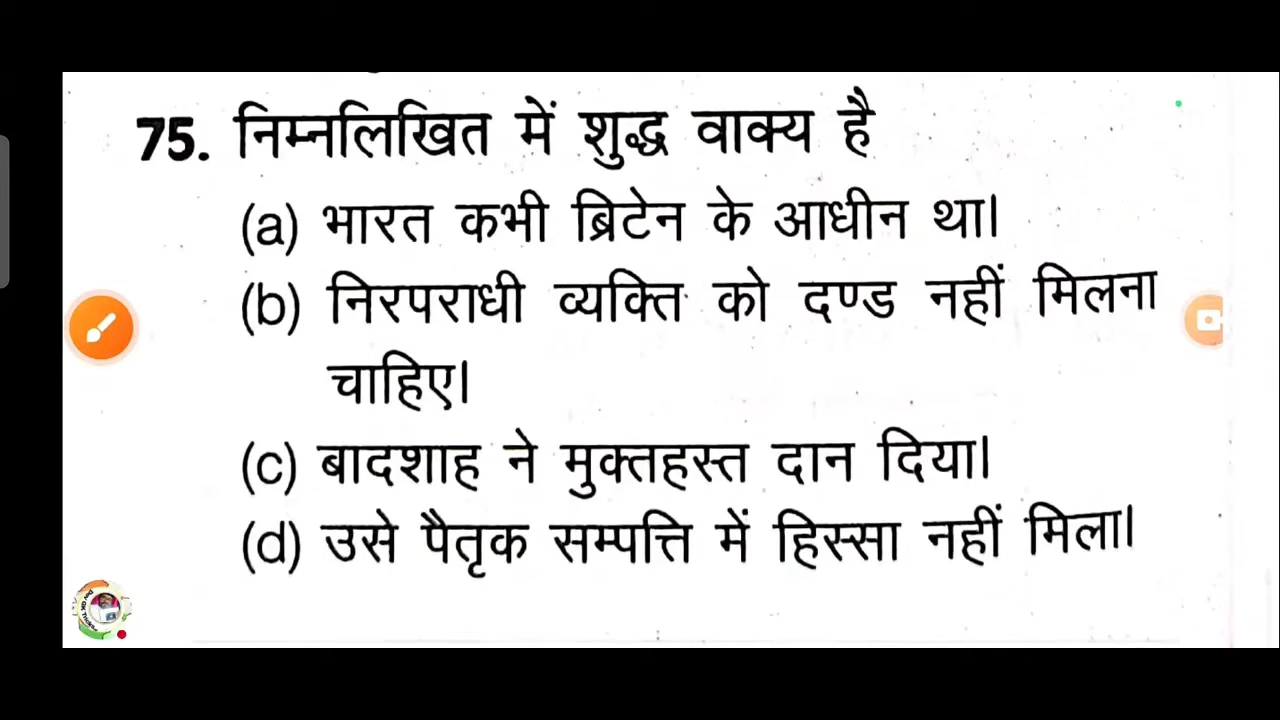 75. निम्नलिखित में शुद्ध वाक्य है
(a) भारत कभी ब्रिटेन के आधीन था।
(b) निरपराधी व्यक्ति को दण्ड नहीं मिलना
चाहिए।
(c) बादशाह ने मुक्तहस्त दान दिया।
(d) उसे पैतृक सम्पत्ति में हिस्सा नहीं मिला।